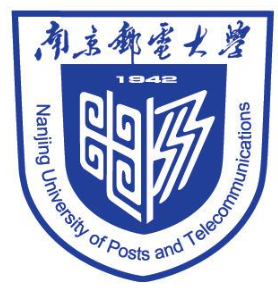 南京郵電大學
1942
Nanjing University of Posts and Telecommunications